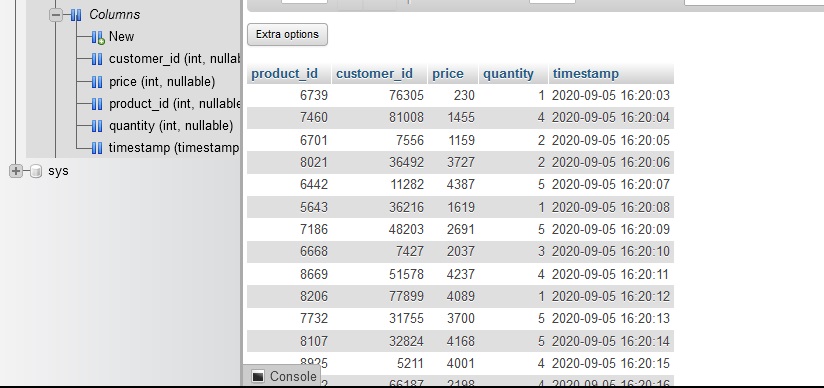 Columns
New
customer_id (int, nullab
price (int, nullable)
product_id (int, nullable
quantity (int, nullable)
timestamp (timestamp
sys
Extra options
product_id customer_id price quantity timestamp
6739 76305 230 1 2020-09-05 16:20:03
7460 81008 1455 4 2020-09-05 16:20:04
6701 7556 1159 2 2020-09-05 16:20:05
8021 36492 3727 2 2020-09-05 16:20:06
6442 11282 4387 5 2020-09-05 16:20:07
5643 36216 1619 1 2020-09-05 16:20:08
7186 48203 2691 5 2020-09-05 16:20:09
6668 7427 2037 3 2020-09-05 16:20:10
8669 51578 4237 4 2020-09-05 16:20:11
8206 77899 4089 1 2020-09-05 16:20:12
7732 31755 3700 5 2020-09-05 16:20:13
8107 32824 4168 5 2020-09-05 16:20:14
8925 5211 4001 4 2020-09-05 16:20:15
66187 2198 4 2020-09-05 16:20:16
Console